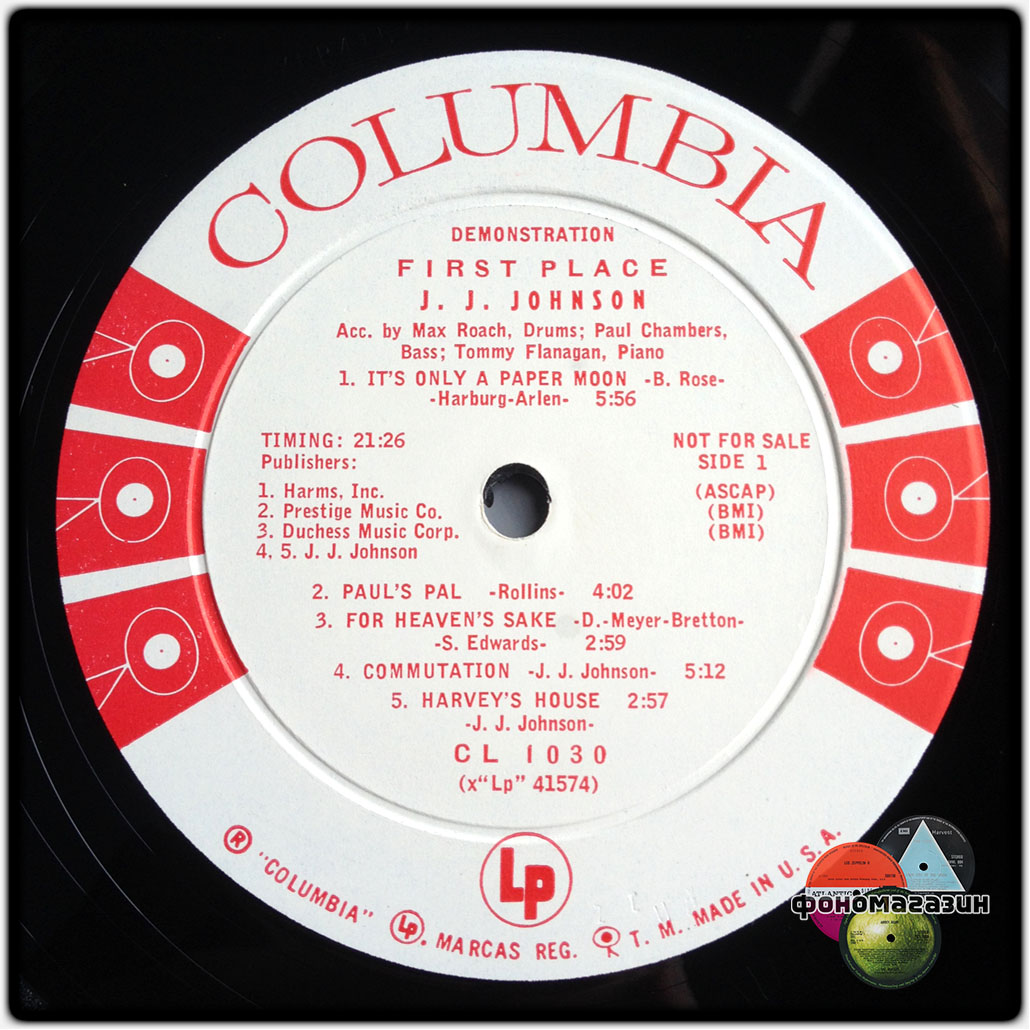 COLUMBIA
DEMONSTRATION
FIRST PLACE
J. J. JOHNSON
Acc. by Max Roach, Drums; Paul Chambers,
Bass; Tommy Flanagan, Piano
1. IT'S ONLY A PAPER MOON -B. Rose-
-Harburg-Arlen- 5:56
TIMING: 21:26 NOT FOR SALE
Publishers: SIDE 1
1. Harms, Inc. (ASCAP)
2. Prestige Music Co. (BMI)
3. Duchess Music Corp. (BMI)
4, 5. J. J. Johnson
2. PAUL'S PAL -Rollins- 4:02
3. FOR HEAVEN'S SAKE -D.-Meyer-Bretton-
-S. Edwards- 2:59
4. COMMUTATION -J. J. Johnson- 5:12
5. HARVEY'S HOUSE 2:57
-J. J. Johnson-
CL 1030
(x“Lp” 41574)
Lp
® "COLUMBIA" Lp. MARCAS REG. T. M. MADE IN U.S.A.
Harvest
ATLANTIC
фономагазин